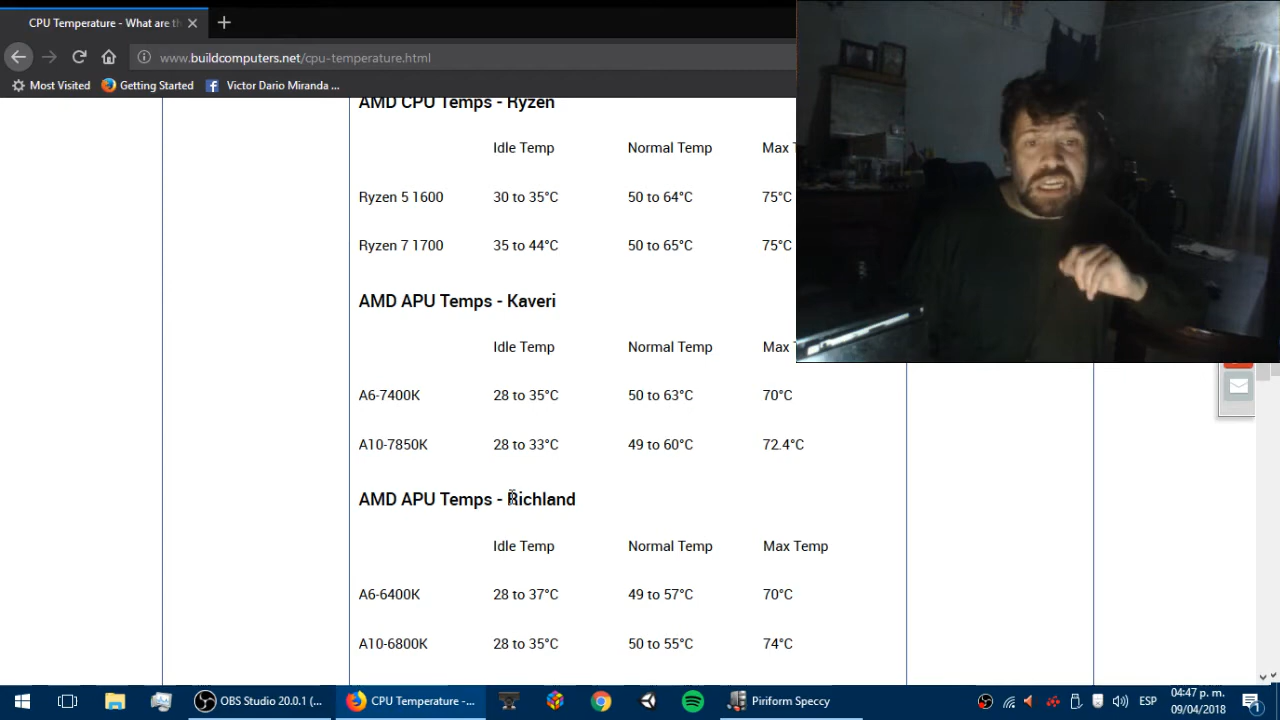 CPU Temperature - What are th
www.buildcomputers.net/cpu-temperature.html
Most Visited Getting Started Victor Dario Miranda ...
AMD CPU Temps - Ryzen
Idle Temp Normal Temp Max T
Ryzen 5 1600 30 to 35°C 50 to 64°C 75°C
Ryzen 7 1700 35 to 44°C 50 to 65°C 75°C
AMD APU Temps - Kaveri
Idle Temp Normal Temp Max T
A6-7400K 28 to 35°C 50 to 63°C 70°C
A10-7850K 28 to 33°C 49 to 60°C 72.4°C
AMD APU Temps - Richland
Idle Temp Normal Temp Max Temp
A6-6400K 28 to 37°C 49 to 57°C 70°C
A10-6800K 28 to 35°C 50 to 55°C 74°C
OBS Studio 20.0.1 (... CPU Temperature -... Piriform Speccy ESP 04:47 p. m.
09/04/2018